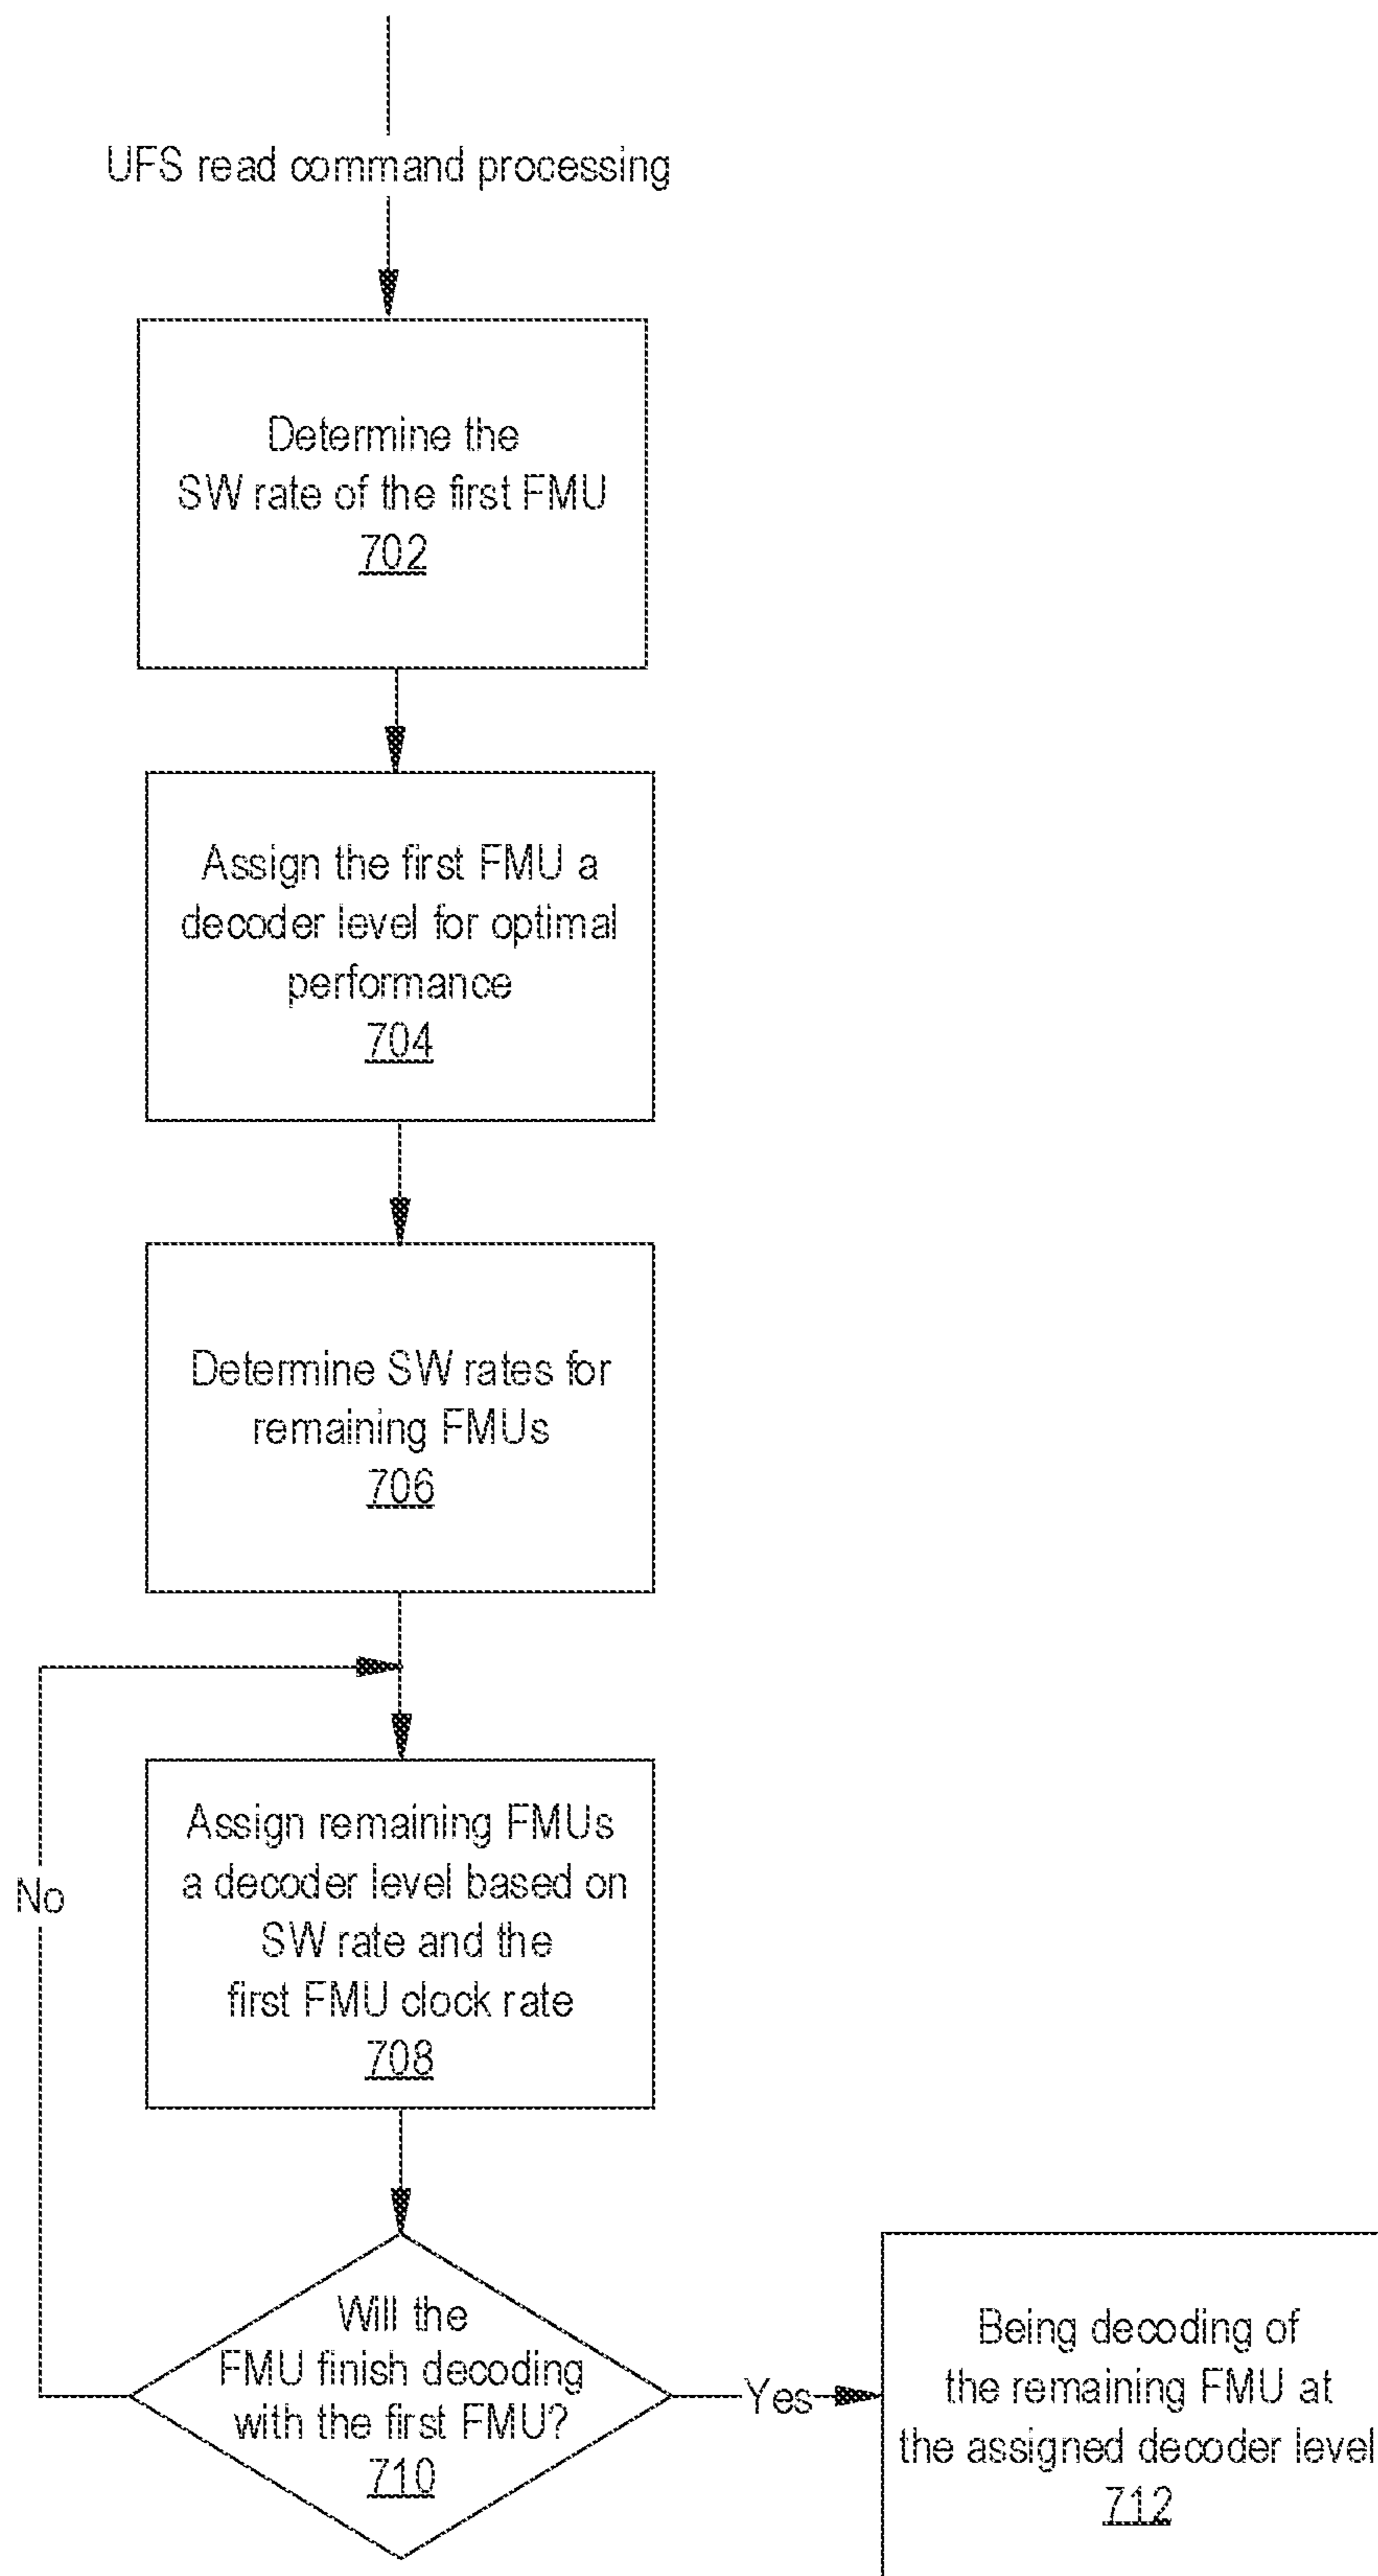 UFS read command processing
Determine the
SW rate of the first FMU
702
Assign the first FMU a
decoder level for optimal
performance
704
Determine SW rates for
remaining FMUs
706
Assign remaining FMUs
a decoder level based on
SW rate and the
first FMU clock rate
708
No
Will the
FMU finish decoding
with the first FMU?
710
Yes
Being decoding of
the remaining FMU at
the assigned decoder level
712